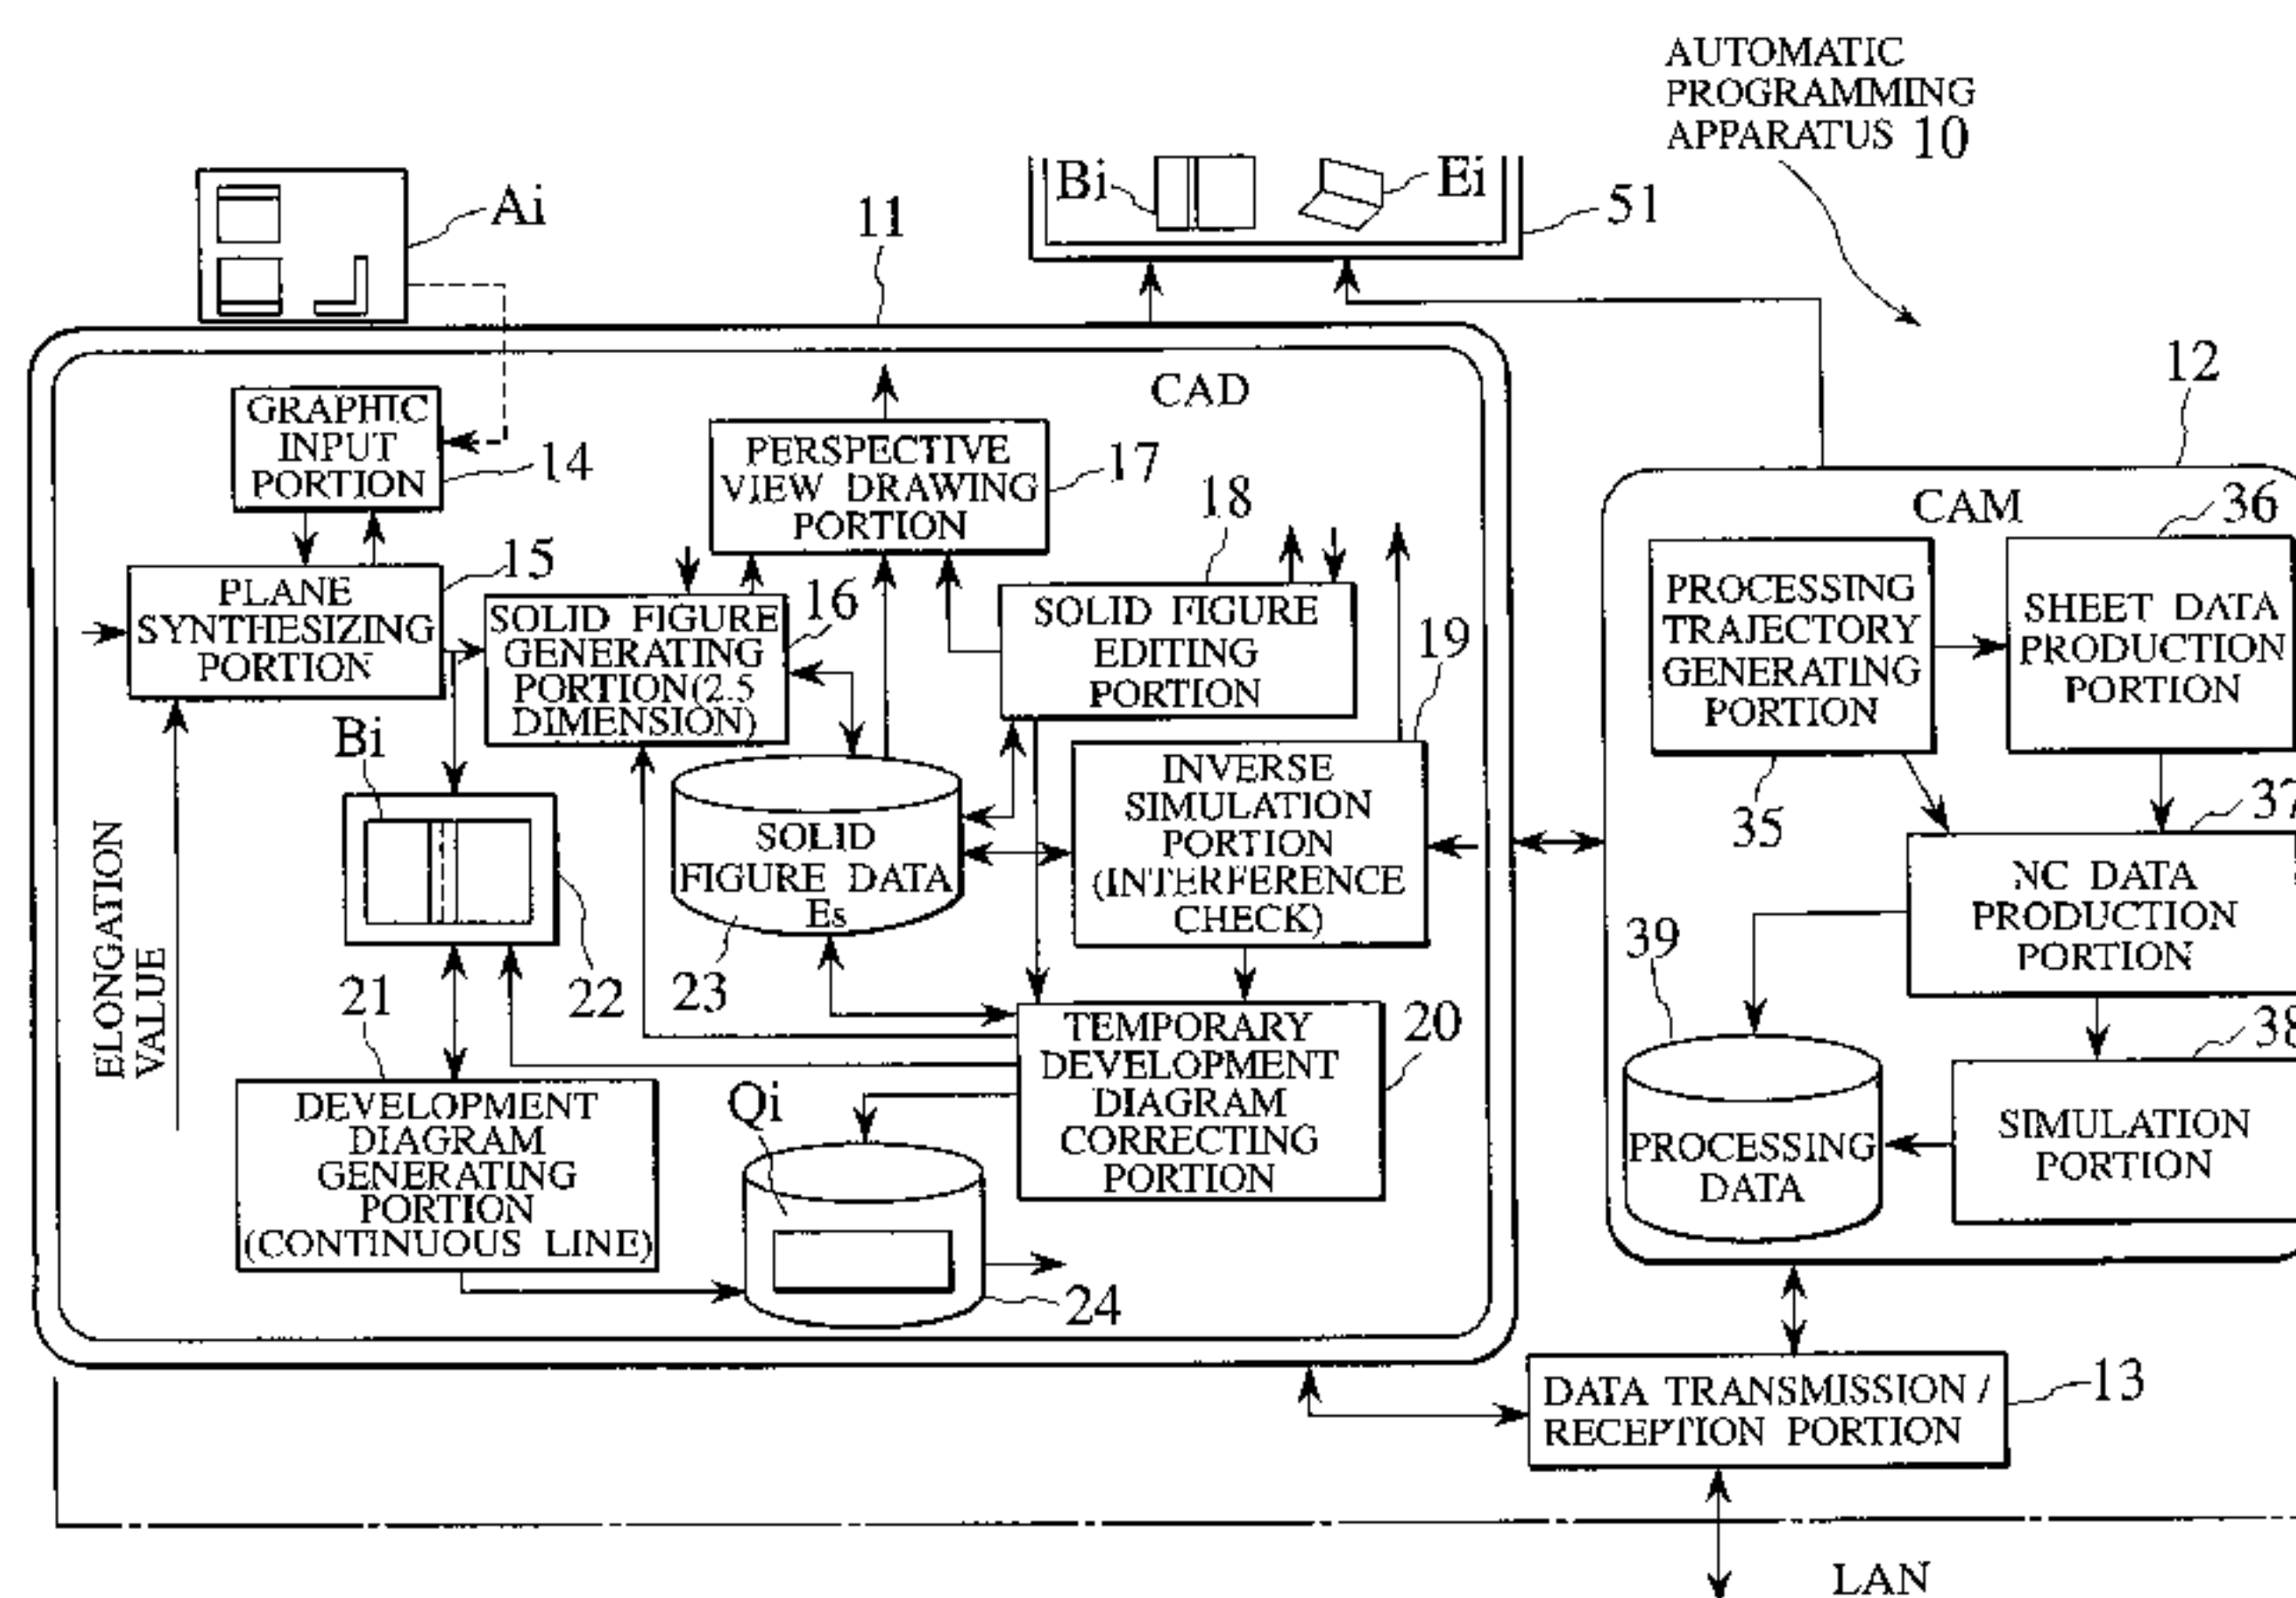 AUTOMATIC
PROGRAMMING
APPARATUS 10
Ai
Bi
Ei
51
11
12
CAD
GRAPHIC
INPUT
PORTION
14
PERSPECTIVE
VIEW DRAWING
PORTION
17
18
PLANE
SYNTHESIZING
PORTION
15
SOLID FIGURE
GENERATING
PORTION(2.5
DIMENSION)
16
SOLID FIGURE
EDITING
PORTION
19
Bi
22
SOLID
FIGURE DATA
Es
23
INVERSE
SIMULATION
PORTION
(INTERFERENCE
CHECK)
ELONGATION
VALUE
21
DEVELOPMENT
DIAGRAM
GENERATING
PORTION
(CONTINUOUS LINE)
Qi
24
TEMPORARY
DEVELOPMENT
DIAGRAM
CORRECTING
PORTION
20
CAM
36
PROCESSING
TRAJECTORY
GENERATING
PORTION
35
SHEET DATA
PRODUCTION
PORTION
37
NC DATA
PRODUCTION
PORTION
39
38
PROCESSING
DATA
SIMULATION
PORTION
DATA TRANSMISSION /
RECEPTION PORTION
13
LAN